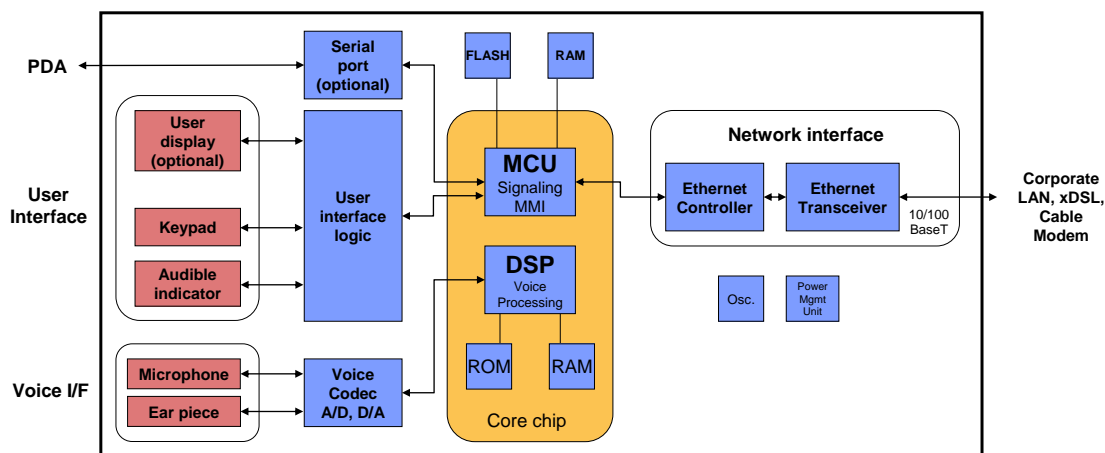 PDA
Serial
port
(optional)
FLASH
RAM
User
display
(optional)
User
Interface
Keypad
Audible
indicator
User
interface
logic
MCU
Signaling
MMI
DSP
Voice
Processing
ROM
RAM
Core chip
Network interface
Ethernet
Controller
Ethernet
Transceiver
10/100
BaseT
Corporate
LAN, xDSL,
Cable
Modem
Osc.
Power
Mgmt
Unit
Voice I/F
Microphone
Ear piece
Voice
Codec
A/D, D/A